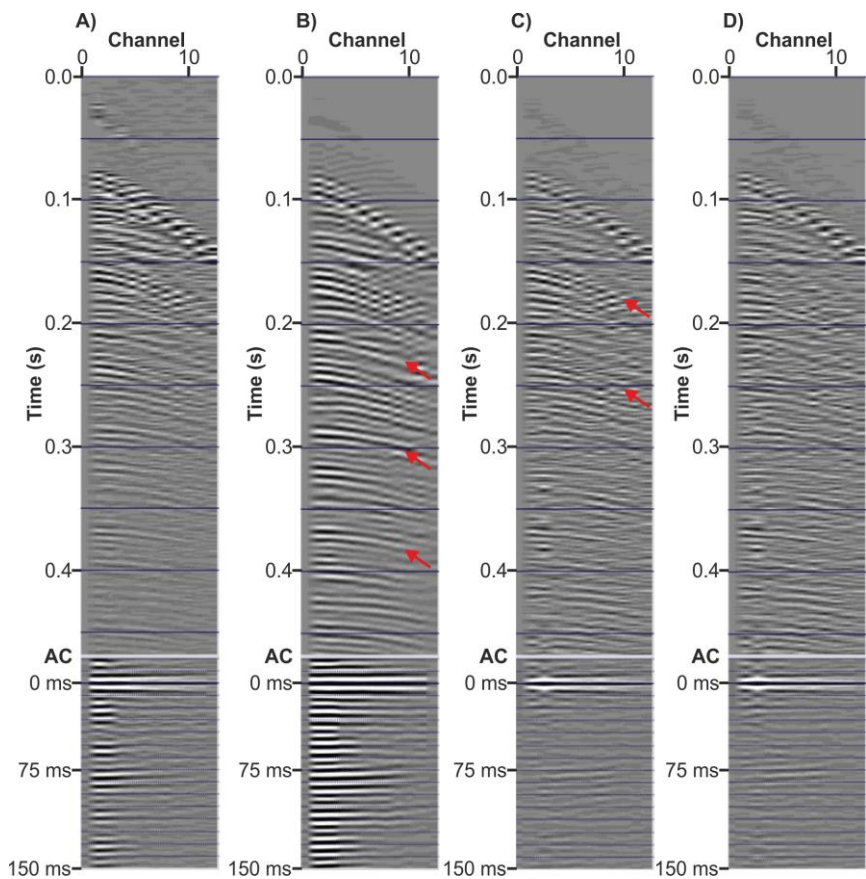 A) B) C) D)
Channel Channel Channel Channel
0 10 0 10 0 10 0 10
0.0 0.0 0.0 0.0
0.1 0.1 0.1 0.1
0.2 0.2 0.2 0.2
Time (s) Time (s) Time (s) Time (s)
0.3 0.3 0.3 0.3
0.4 0.4 0.4 0.4
AC AC AC AC
0 ms 0 ms 0 ms 0 ms
75 ms 75 ms 75 ms 75 ms
150 ms 150 ms 150 ms 150 ms